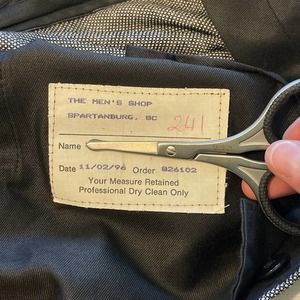 THE MEN'S SHOP
SPARTANBURG, SC
241
Name
Date 11/02/96 Order 826102
Your Measure Retained
Professional Dry Clean Only